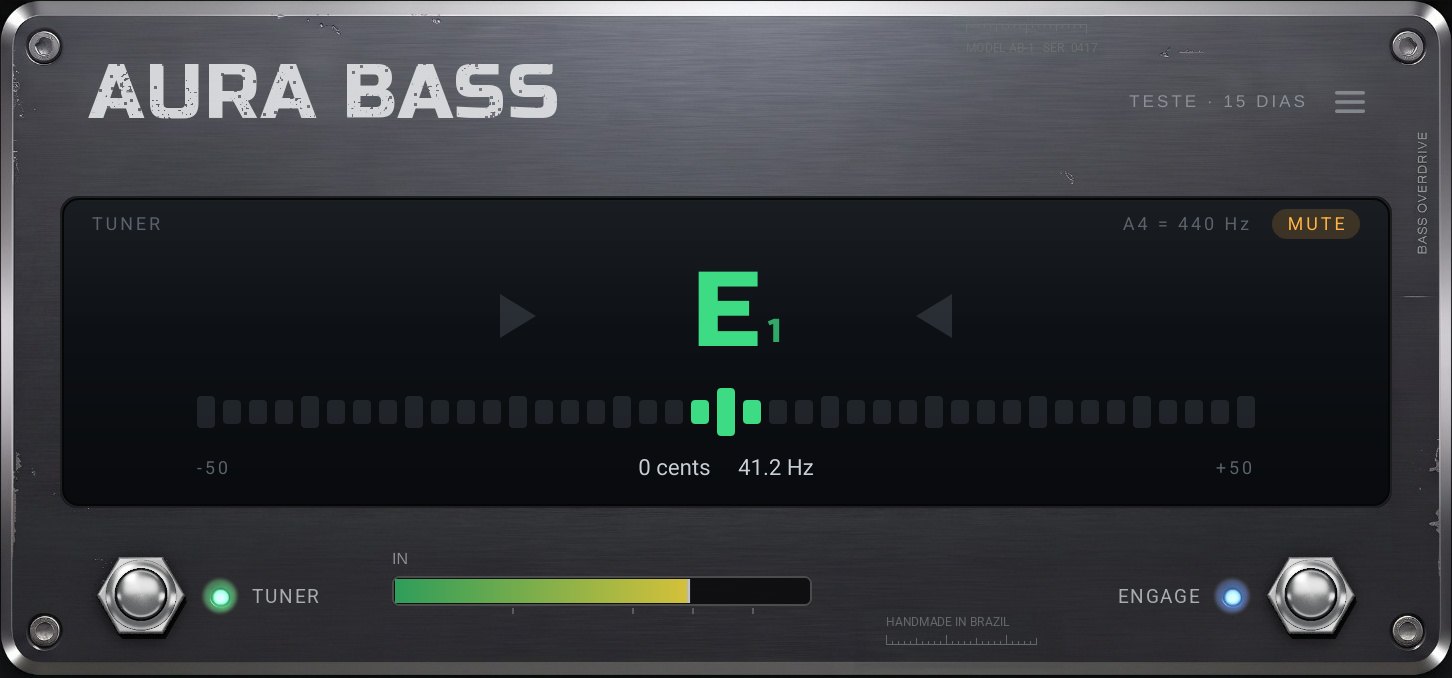 MODEL AB-1 SER. 0417
AURA BASS
TESTE · 15 DIAS
BASS OVERDRIVE
TUNER
A4 = 440 Hz
MUTE
E1
-50
0 cents 41.2 Hz
+50
IN
TUNER
ENGAGE
HANDMADE IN BRAZIL